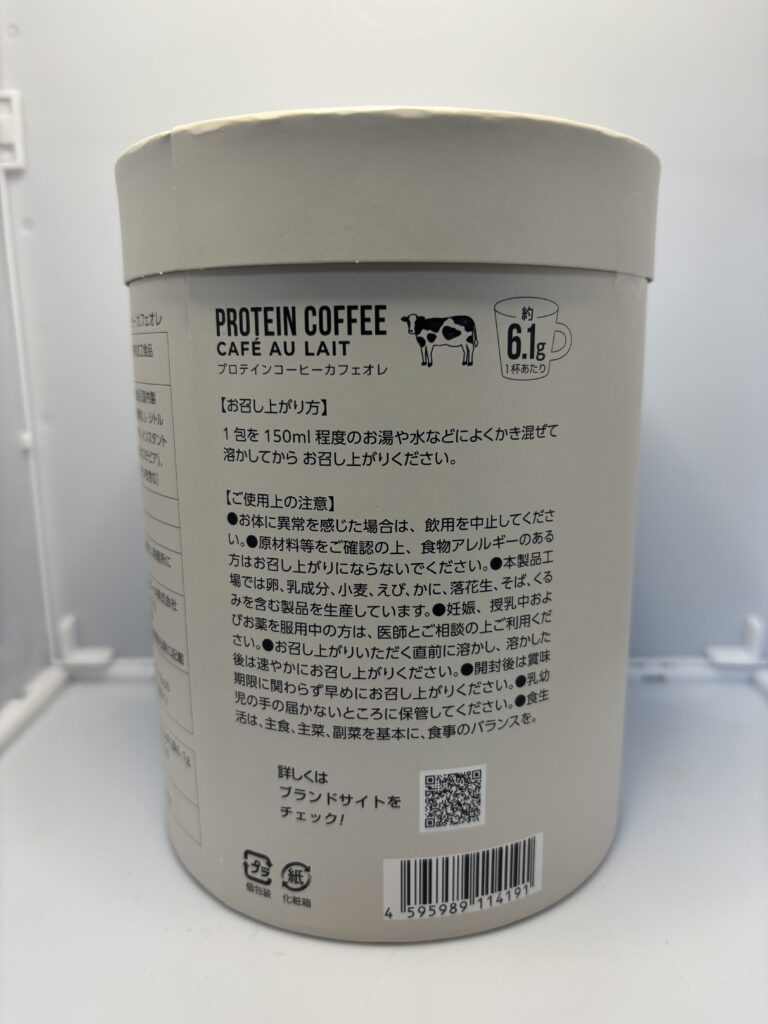 PROTEIN COFFEE
CAFÉ AU LAIT
プロテインコーヒーカフェオレ
約
6.1g
1杯あたり
【お召し上がり方】
1包を150ml程度のお湯や水などによくかき混ぜて
溶かしてから お召し上がりください。
【ご使用上の注意】
●お体に異常を感じた場合は、飲用を中止してくださ
い。●原材料等をご確認の上、食物アレルギーのある
方はお召し上がりにならないでください。●本製品工
場では卵、乳成分、小麦、えび、かに、落花生、そば、くる
みを含む製品を生産しています。●妊娠、授乳中およ
びお薬を服用中の方は、医師とご相談の上ご利用くだ
さい。●お召し上がりいただく直前に溶かし、溶かした
後は速やかにお召し上がりください。●開封後は賞味
期限に関わらず早めにお召し上がりください。●乳幼
児の手の届かないところに保管してください。●食生
活は、主食、主菜、副菜を基本に、食事のバランスを。
詳しくは
ブランドサイトを
チェック!
プラ
個包装
紙
化粧箱
4 595989 114191
カフェオレ